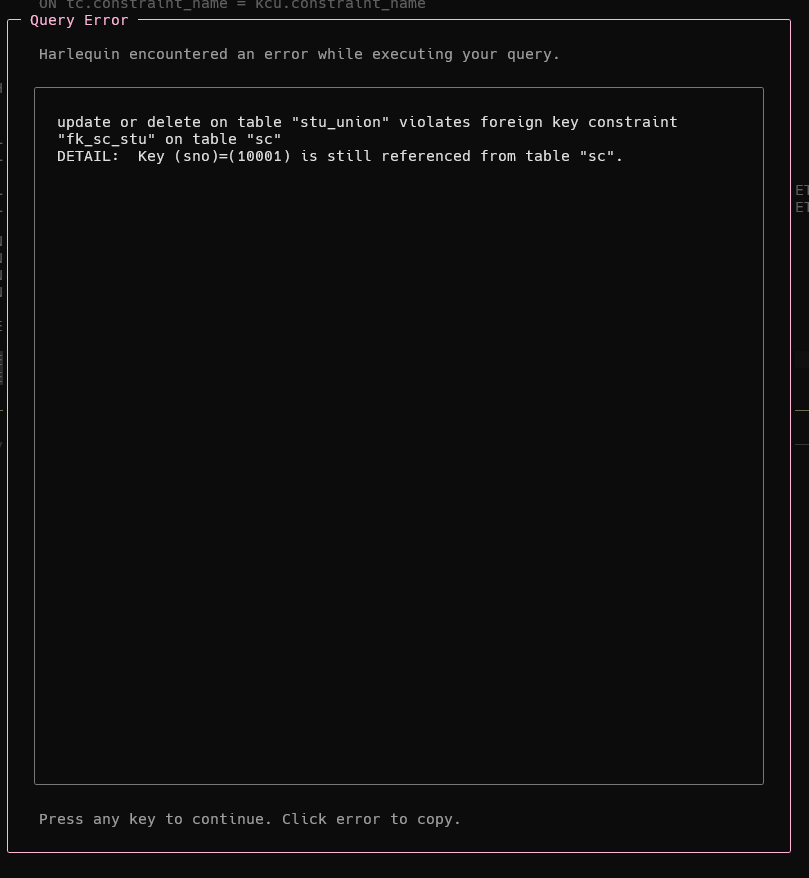 ON tc.constraint_name = kcu.constraint_name
Query Error
Harlequin encountered an error while executing your query.
update or delete on table "stu_union" violates foreign key constraint
"fk_sc_stu" on table "sc"
DETAIL:  Key (sno)=(10001) is still referenced from table "sc".
ET
ET
Press any key to continue. Click error to copy.